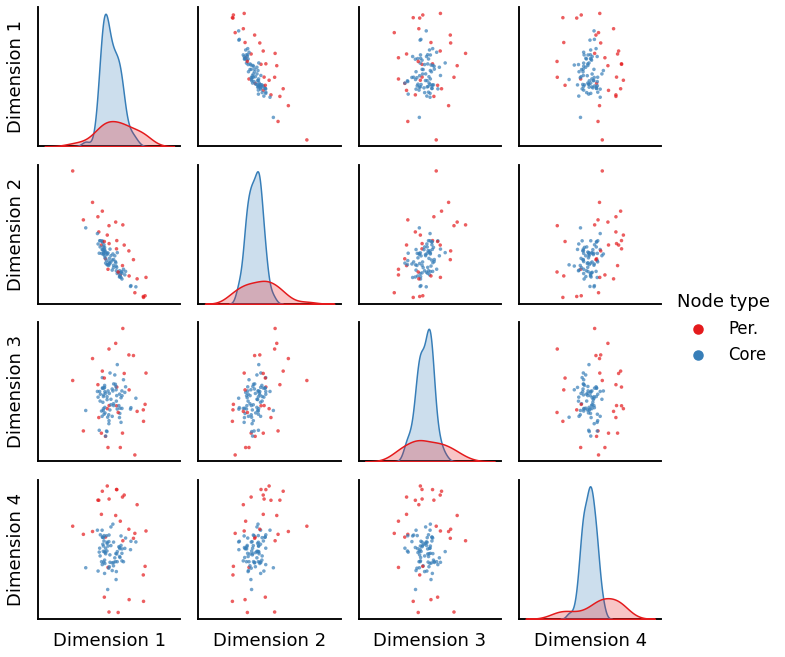 Dimension 1
Dimension 2
Node type
Per.
Core
Dimension 3
Dimension 4
Dimension 1
Dimension 2
Dimension 3
Dimension 4